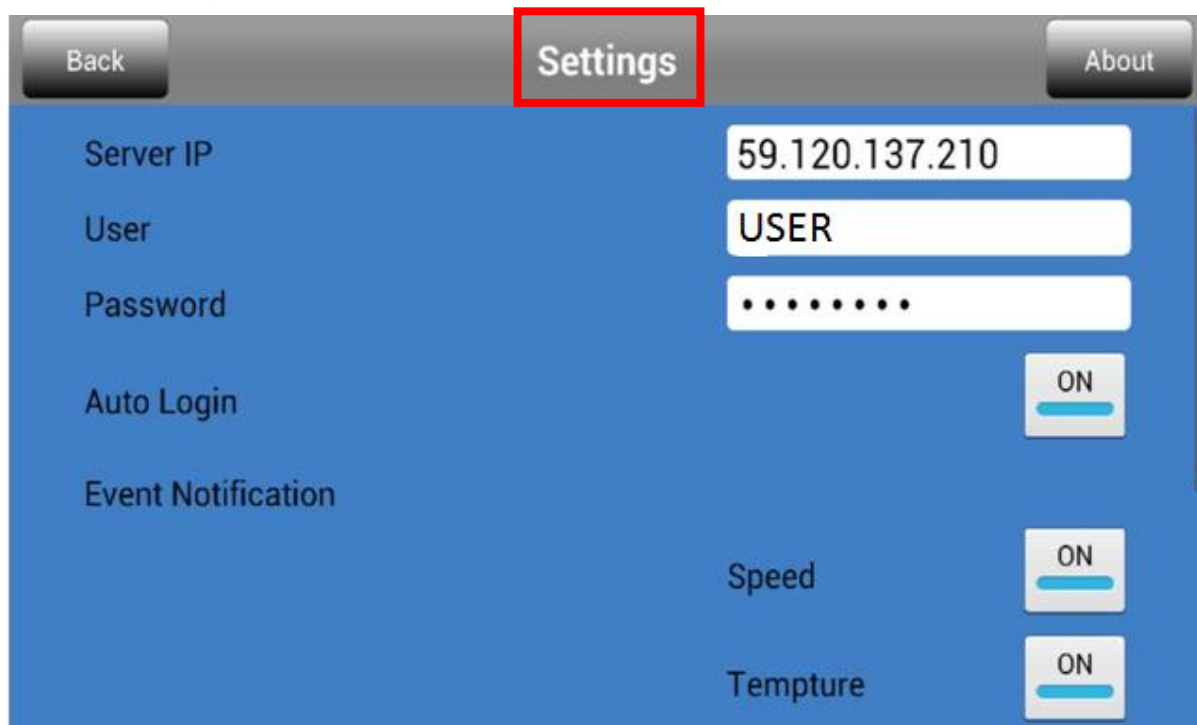 Back Settings About
Server IP 59.120.137.210
User USER
Password ••••••••
Auto Login ON
Event Notification
Speed ON
Tempture ON